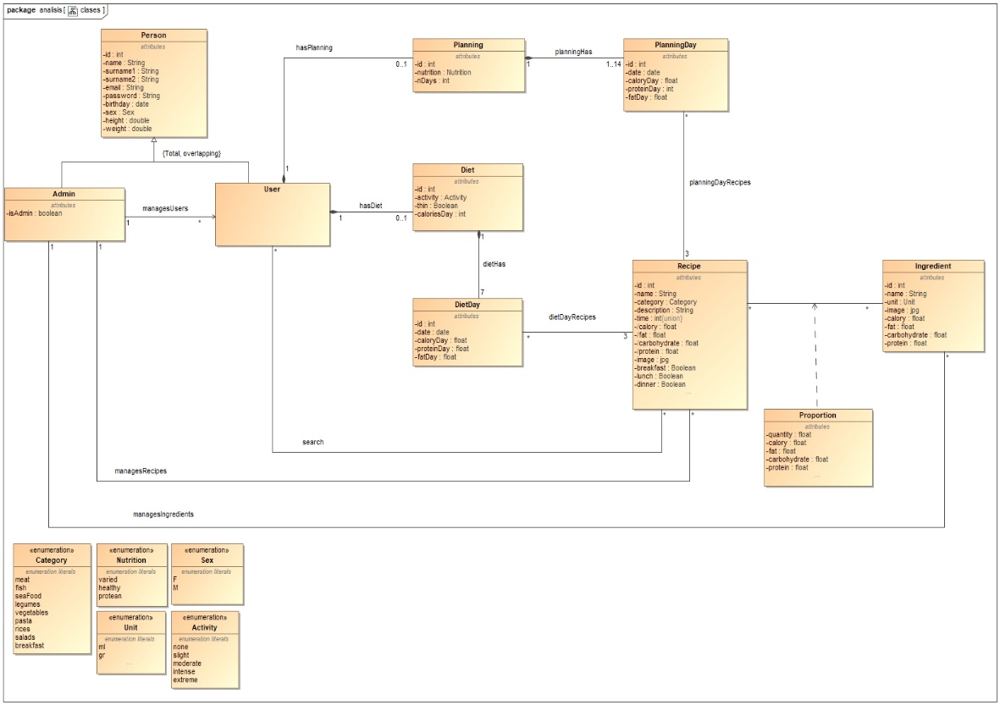 package analisis[ clases ]
Person
attributes
-id : int
-name : String
-surname1 : String
-surname2 : String
-email : String
-password : String
-birthday : date
-sex : Sex
-height : double
-weight : double
{Total, overlapping}
Admin
attributes
-isAdmin : boolean
managesUsers
1
*
User
hasPlanning
0..1
1
Planning
attributes
-id : int
-nutrition : Nutrition
-nDays : int
planningHas
1
1..14
PlanningDay
attributes
-id : int
-date : date
-caloryDay : float
-proteinDay : int
-fatDay : float
*
planningDayRecipes
3
hasDiet
1
0..1
Diet
attributes
-id : int
-activity : Activity
-thin : Boolean
-caloriesDay : int
1
dietHas
7
DietDay
attributes
-id : int
-date : date
-caloryDay : float
-proteinDay : float
-fatDay : float
dietDayRecipes
*
3
Recipe
attributes
-id : int
-name : String
-category : Category
-description : String
-time : int{union}
-/calory : float
-/fat : float
-/carbohydrate : float
-/protein : float
-image : jpg
-breakfast : Boolean
-lunch : Boolean
-dinner : Boolean
...
*
*
Ingredient
attributes
-id : int
-name : String
-unit : Unit
-image : jpg
-calory : float
-fat : float
-carbohydrate : float
-protein : float
*
Proportion
attributes
-quantity : float
-calory : float
-fat : float
-carbohydrate : float
-protein : float
...
1
1
*
*
*
search
managesRecipes
managesIngredients
«enumeration»
Category
enumeration literals
meat
fish
seaFood
legumes
vegetables
pasta
rices
salads
breakfast
«enumeration»
Nutrition
enumeration literals
varied
healthy
protean
«enumeration»
Sex
enumeration literals
F
M
«enumeration»
Unit
enumeration literals
ml
gr
...
«enumeration»
Activity
enumeration literals
none
slight
moderate
intense
extreme